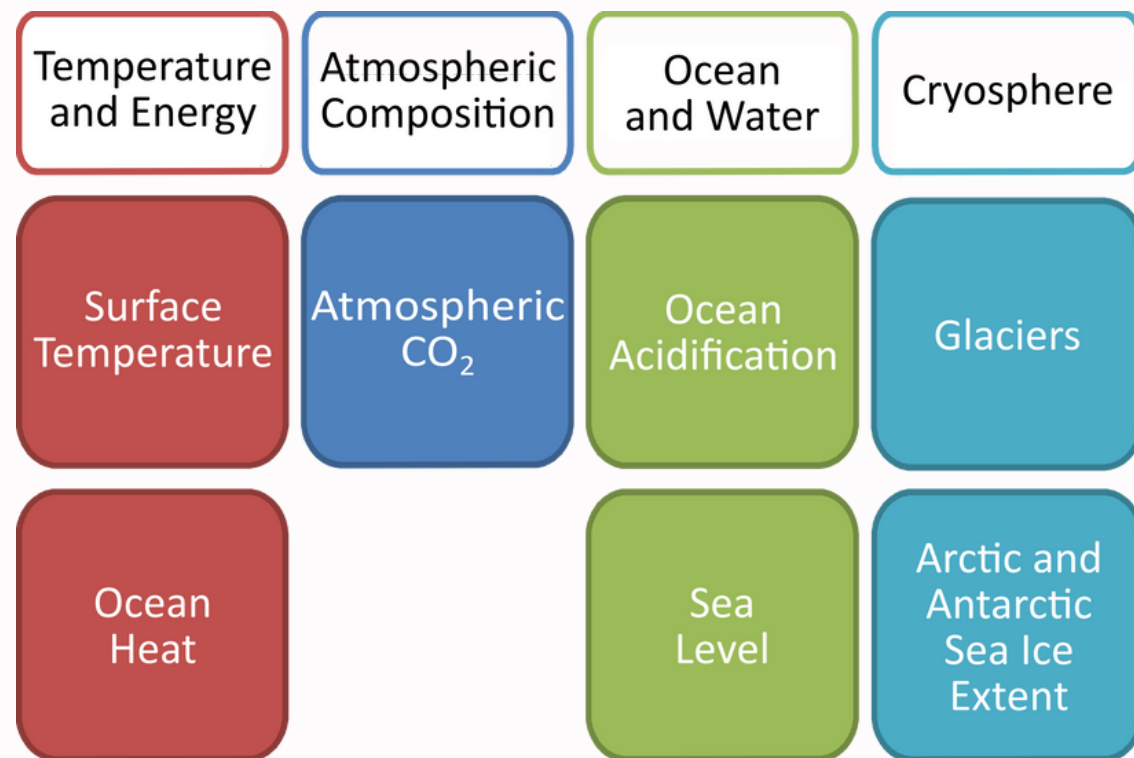 Temperature
and Energy
Atmospheric
Composition
Ocean
and Water
Cryosphere
Surface
Temperature
Atmospheric
CO₂
Ocean
Acidification
Glaciers
Ocean
Heat
Sea
Level
Arctic and
Antarctic
Sea Ice
Extent